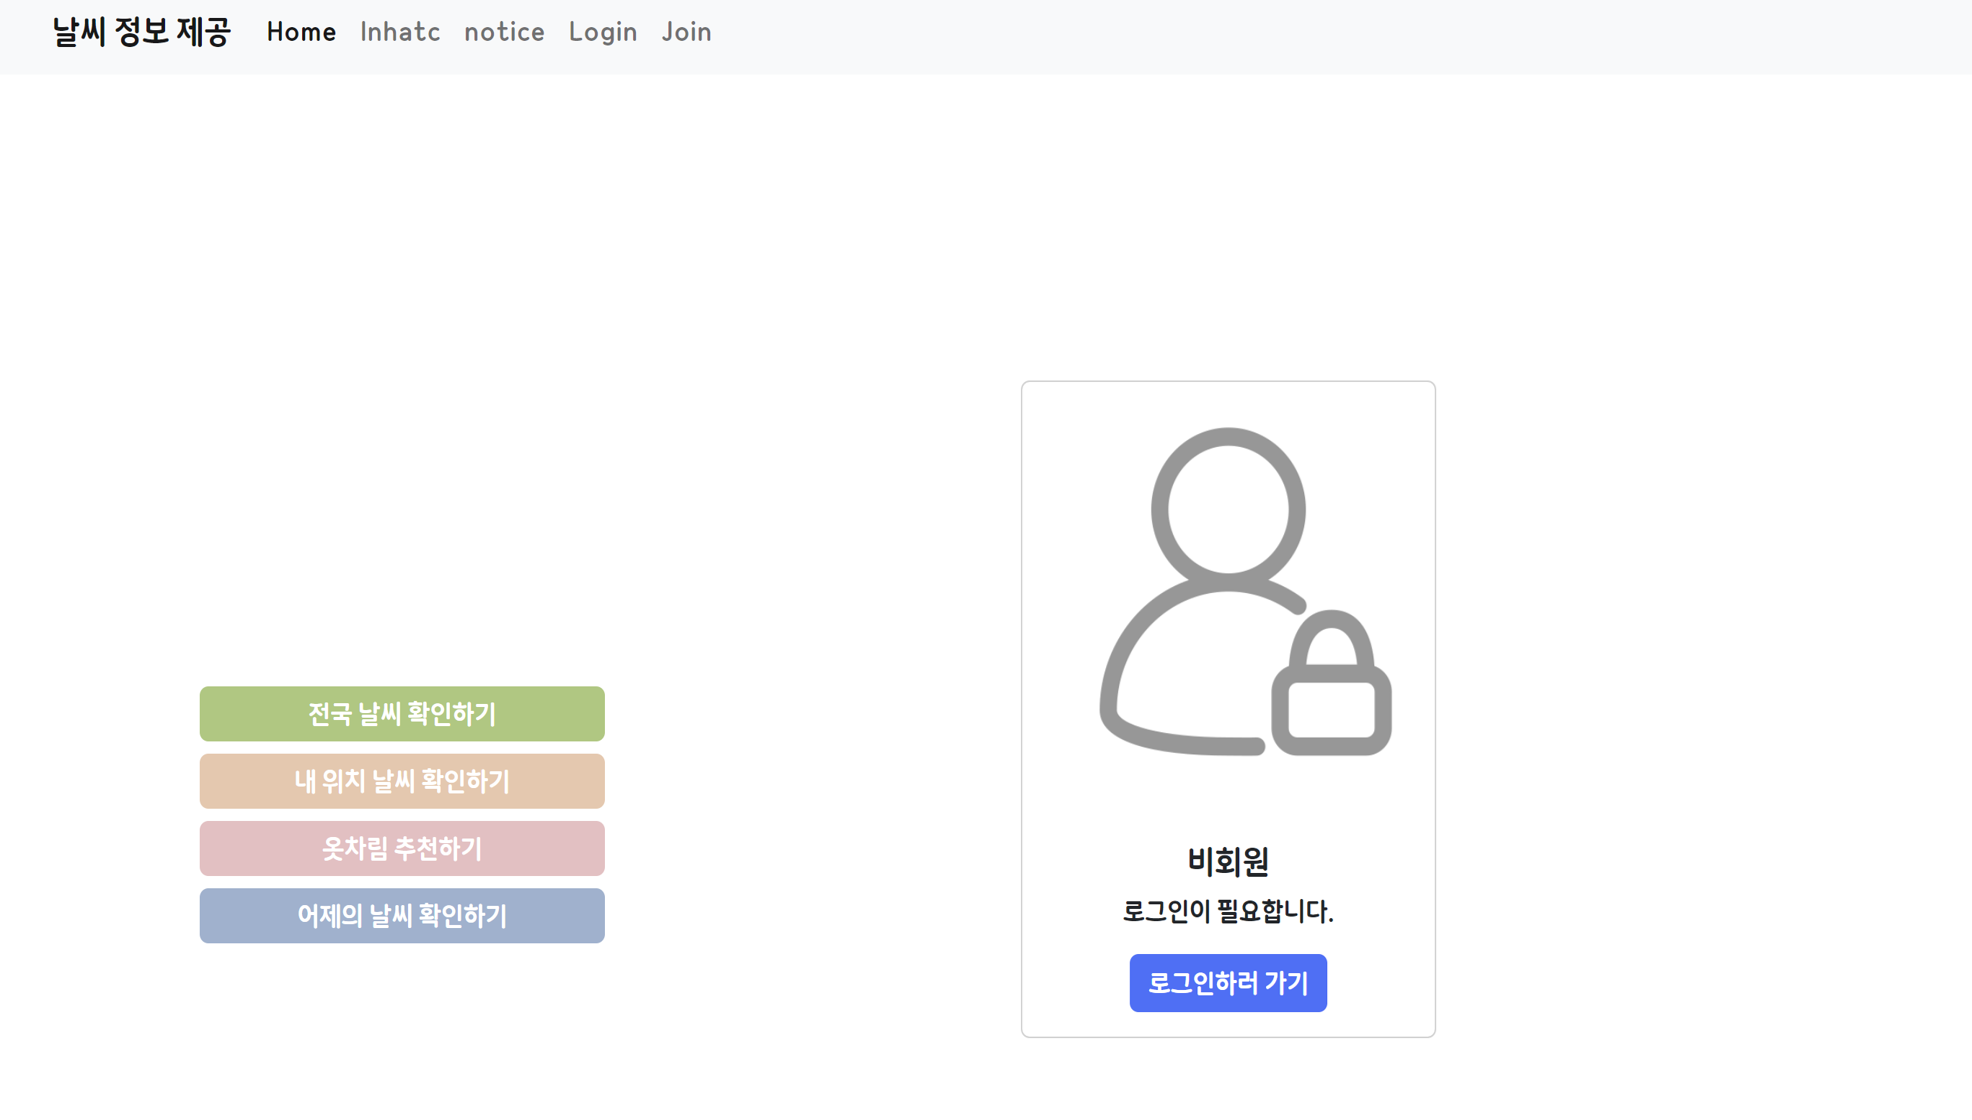 날씨 정보 제공 Home Inhatc notice Login Join
전국 날씨 확인하기
내 위치 날씨 확인하기
옷차림 추천하기
어제의 날씨 확인하기
비회원
로그인이 필요합니다.
로그인하러 가기